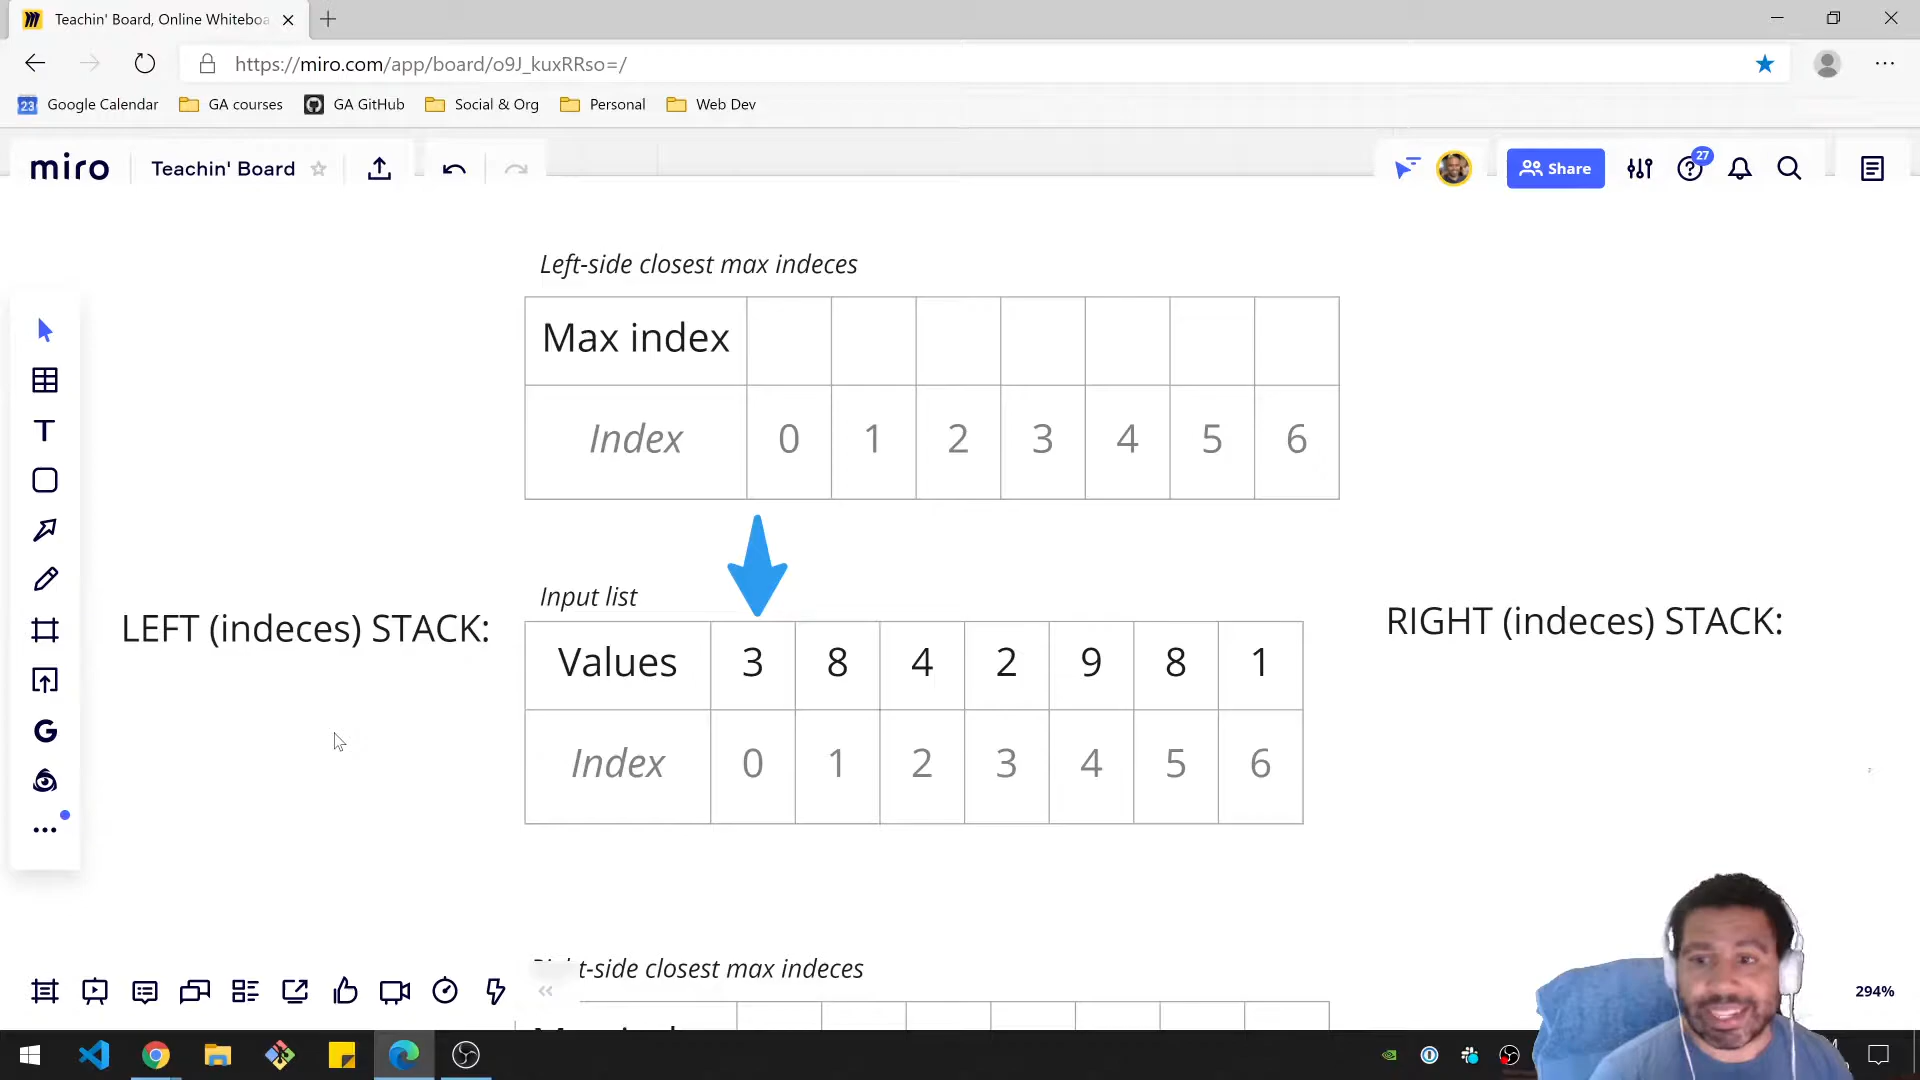 Teachin' Board, Online Whiteboa
https://miro.com/app/board/o9J_kuxRRso=/
23 Google Calendar GA courses GA GitHub Social & Org Personal Web Dev
miro Teachin' Board Share 27
Left-side closest max indeces
Max index
Index 0 1 2 3 4 5 6
Input list
LEFT (indeces) STACK:
RIGHT (indeces) STACK:
Values 3 8 4 2 9 8 1
Index 0 1 2 3 4 5 6
t-side closest max indeces
294%